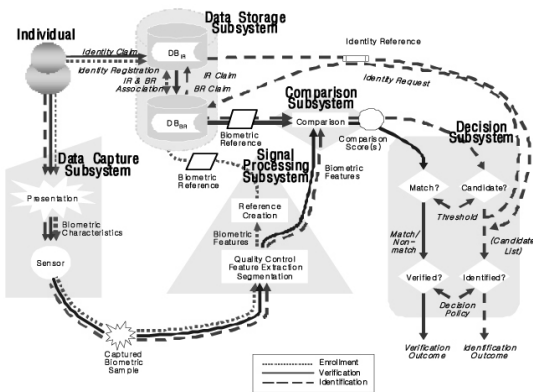 Individual
Data Storage
Subsystem
Identity Claim
Identity Registration
IR & BR
Association
DB IR
IR Claim
BR Claim
DB BR
Identity Reference
Identity Request
Comparison
Subsystem
Biometric
Reference
Comparison
Comparison
Score(s)
Decision
Subsystem
Data Capture
Subsystem
Biometric
Reference
Signal
Processing
Subsystem
Biometric
Features
Presentation
Reference
Creation
Match?
Candidate?
Threshold
Biometric
Characteristics
Biometric
Features
Match/
Non-
match
(Candidate
List)
Sensor
Quality Control
Feature Extraction
Segmentation
Verified?
Identified?
Decision
Policy
Captured
Biometric
Sample
Verification
Outcome
Identification
Outcome
Enrollment
Verification
Identification